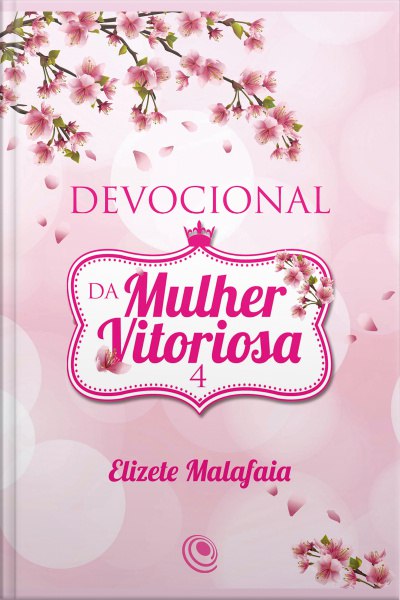 DEVOCIONAL
DA Mulher
Vitoriosa
4
Elizete Malafaia